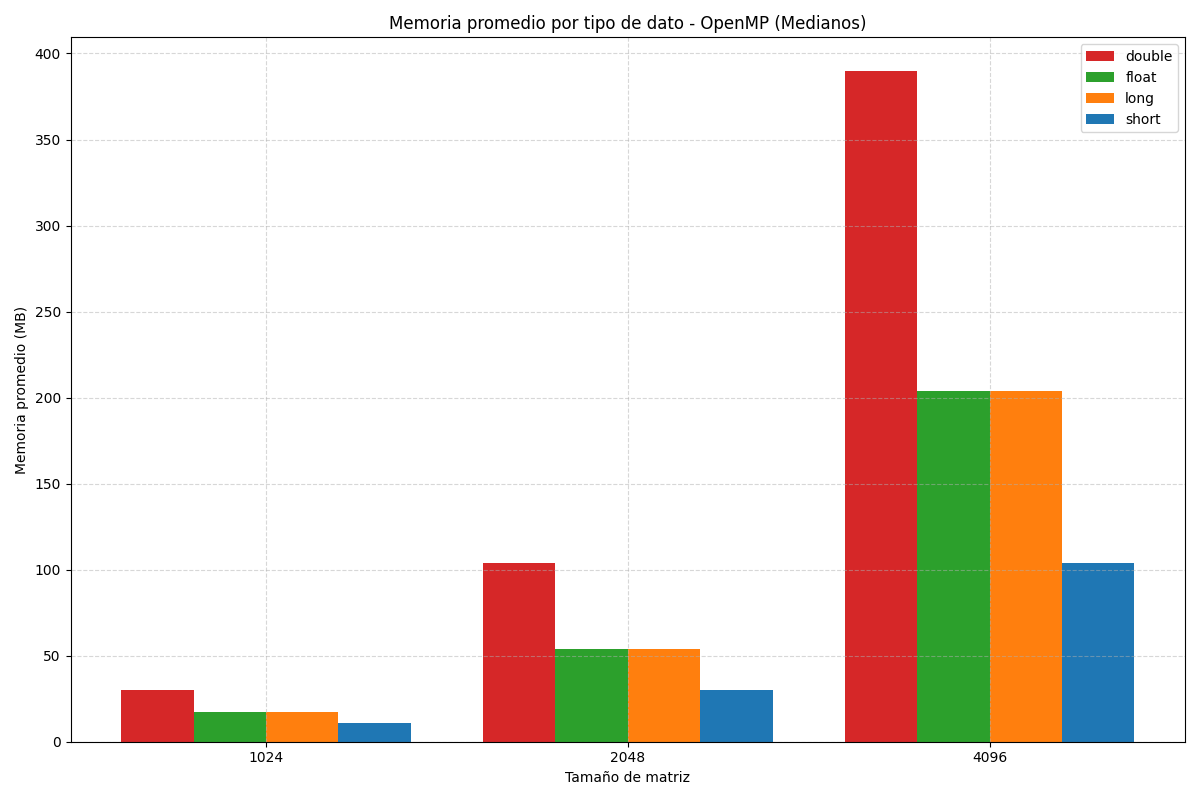 Memoria promedio por tipo de dato - OpenMP (Medianos)
double
float
long
short
Memoria promedio (MB)
400
350
300
250
200
150
100
50
0
1024
2048
4096
Tamaño de matriz